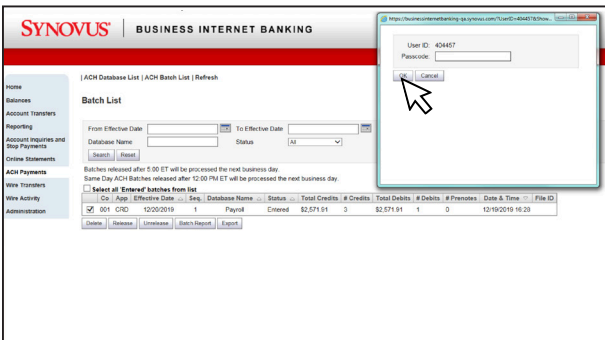 SYNOVUS® | BUSINESS INTERNET BANKING
https://businessinternetbanking-qa.synovus.com/?UserID=404457&Show...
User ID: 404457
Passcode:
OK Cancel
| ACH Database List | ACH Batch List | Refresh
Home
Balances
Account Transfers
Reporting
Account Inquiries and
Stop Payments
Online Statements
ACH Payments
Wire Transfers
Wire Activity
Administration
Batch List
From Effective Date To Effective Date
Database Name Status All
Search Reset
Batches released after 5:00 ET will be processed the next business day.
Same Day ACH Batches released after 12:00 PM ET will be processed the next business day.
Select all 'Entered' batches from list
Co App Effective Date Seq. Database Name Status Total Credits # Credits Total Debits # Debits # Prenotes Date & Time File ID
001 CRD 12/20/2019 1 Payroll Entered $2,571.91 3 $2,571.91 1 0 12/19/2019 16:28
Delete Release Unrelease Batch Report Export